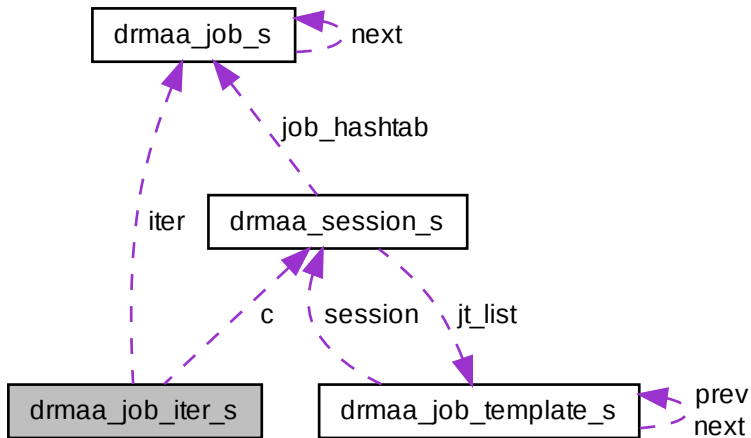 drmaa_job_s
next
job_hashtab
drmaa_session_s
iter
c
session
jt_list
drmaa_job_iter_s
drmaa_job_template_s
prev
next